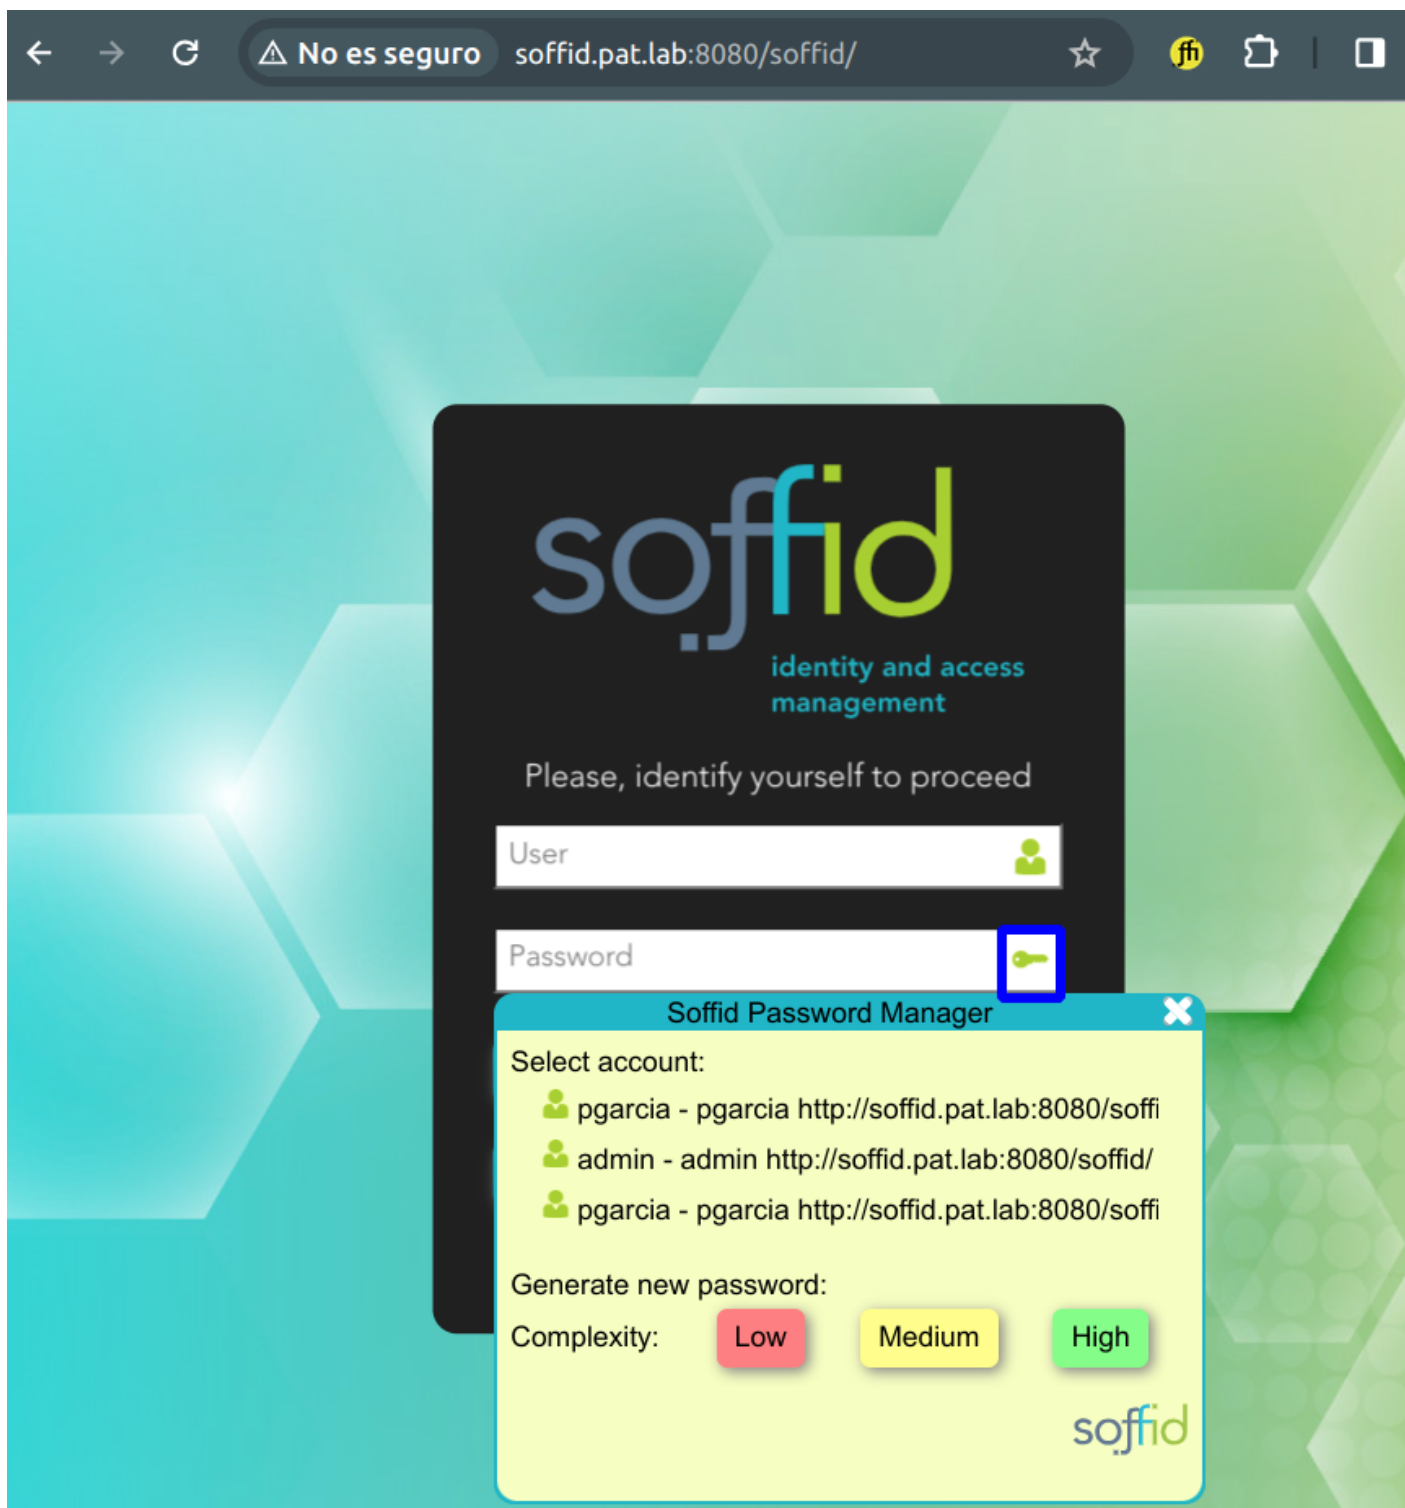 No es seguro soffid.pat.lab:8080/soffid/
soffid
identity and access
management
Please, identify yourself to proceed
User
Password
Soffid Password Manager
Select account:
pgarcia - pgarcia http://soffid.pat.lab:8080/soffi
admin - admin http://soffid.pat.lab:8080/soffid/
pgarcia - pgarcia http://soffid.pat.lab:8080/soffi
Generate new password:
Complexity: Low Medium High
soffid